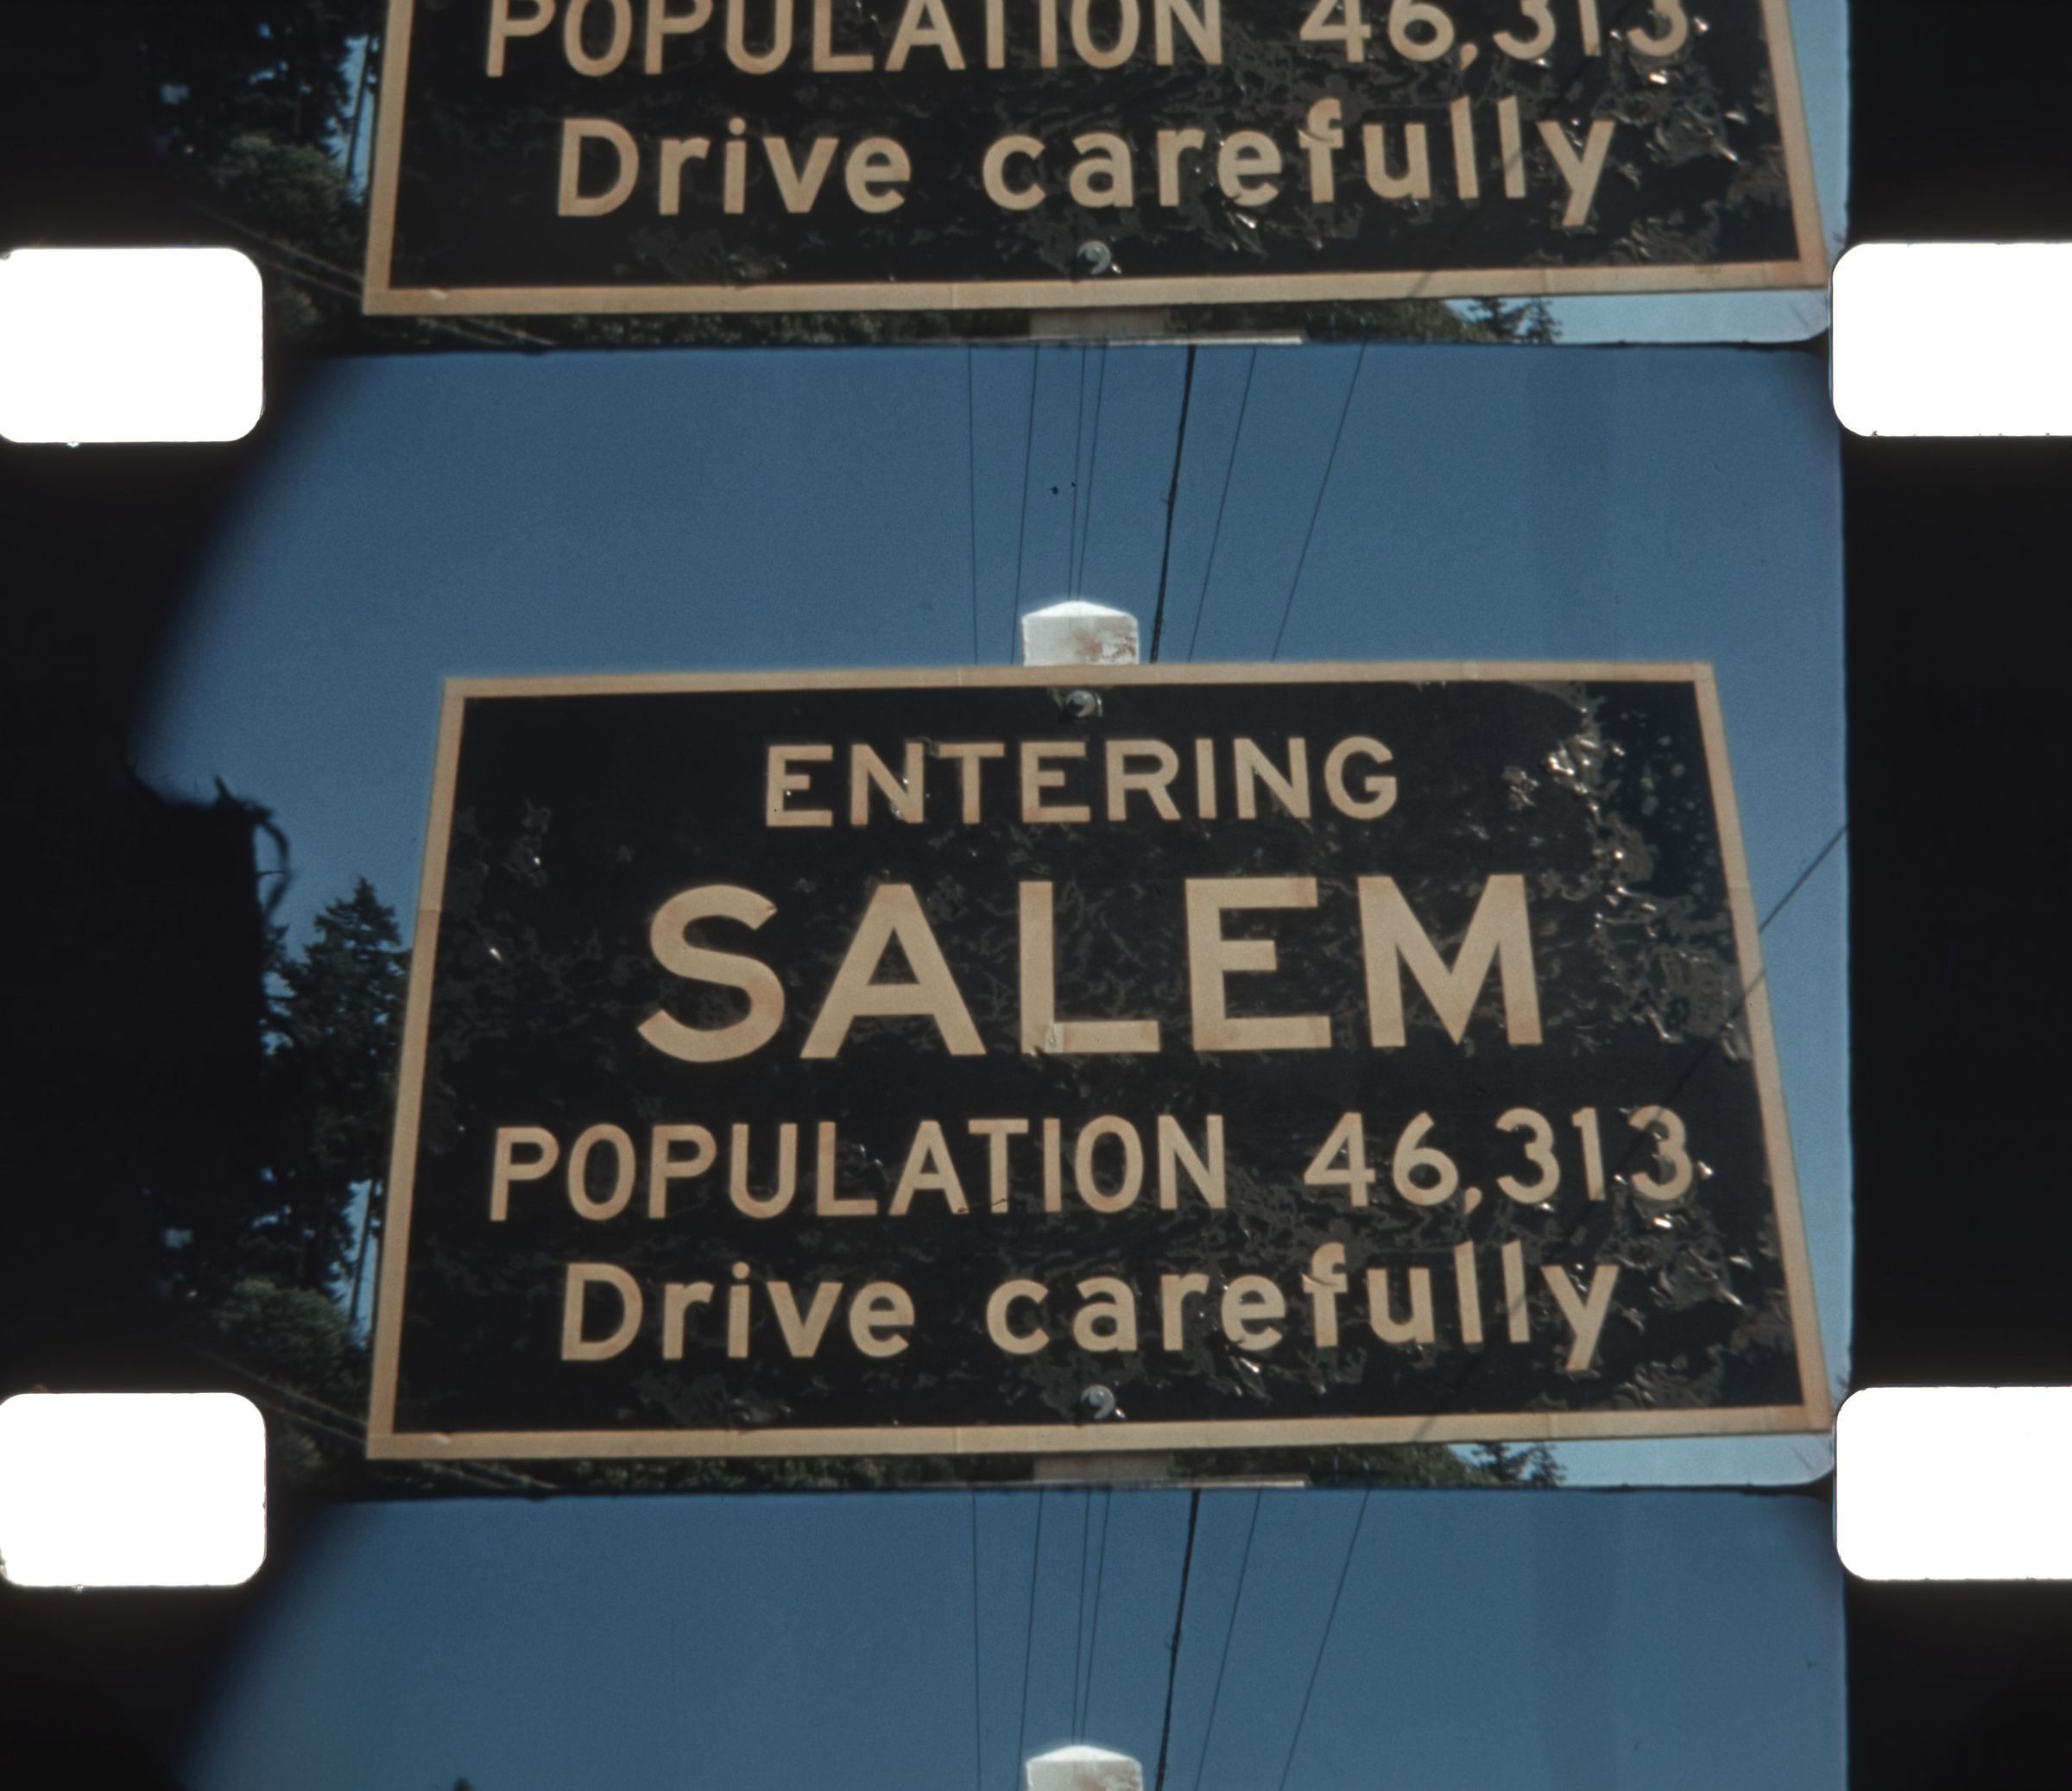 POPULATION 46,313
Drive carefully
ENTERING
SALEM
POPULATION 46,313
Drive carefully